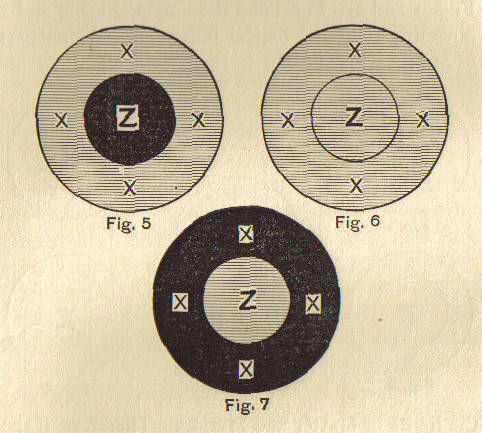 X X
X Z X X Z X
X X
Fig. 5 Fig. 6
X
X Z X
X
Fig. 7